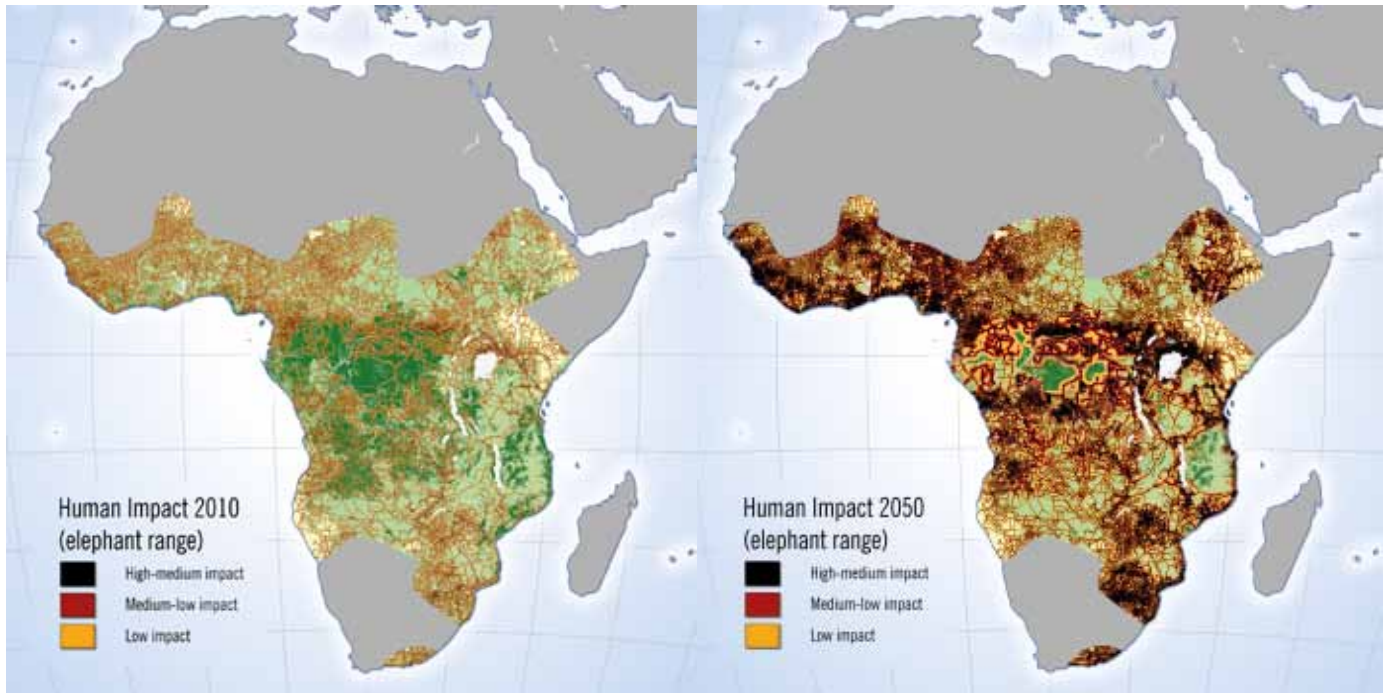 Human Impact 2010
(elephant range)
High-medium impact
Medium-low impact
Low impact
Human Impact 2050
(elephant range)
High-medium impact
Medium-low impact
Low impact